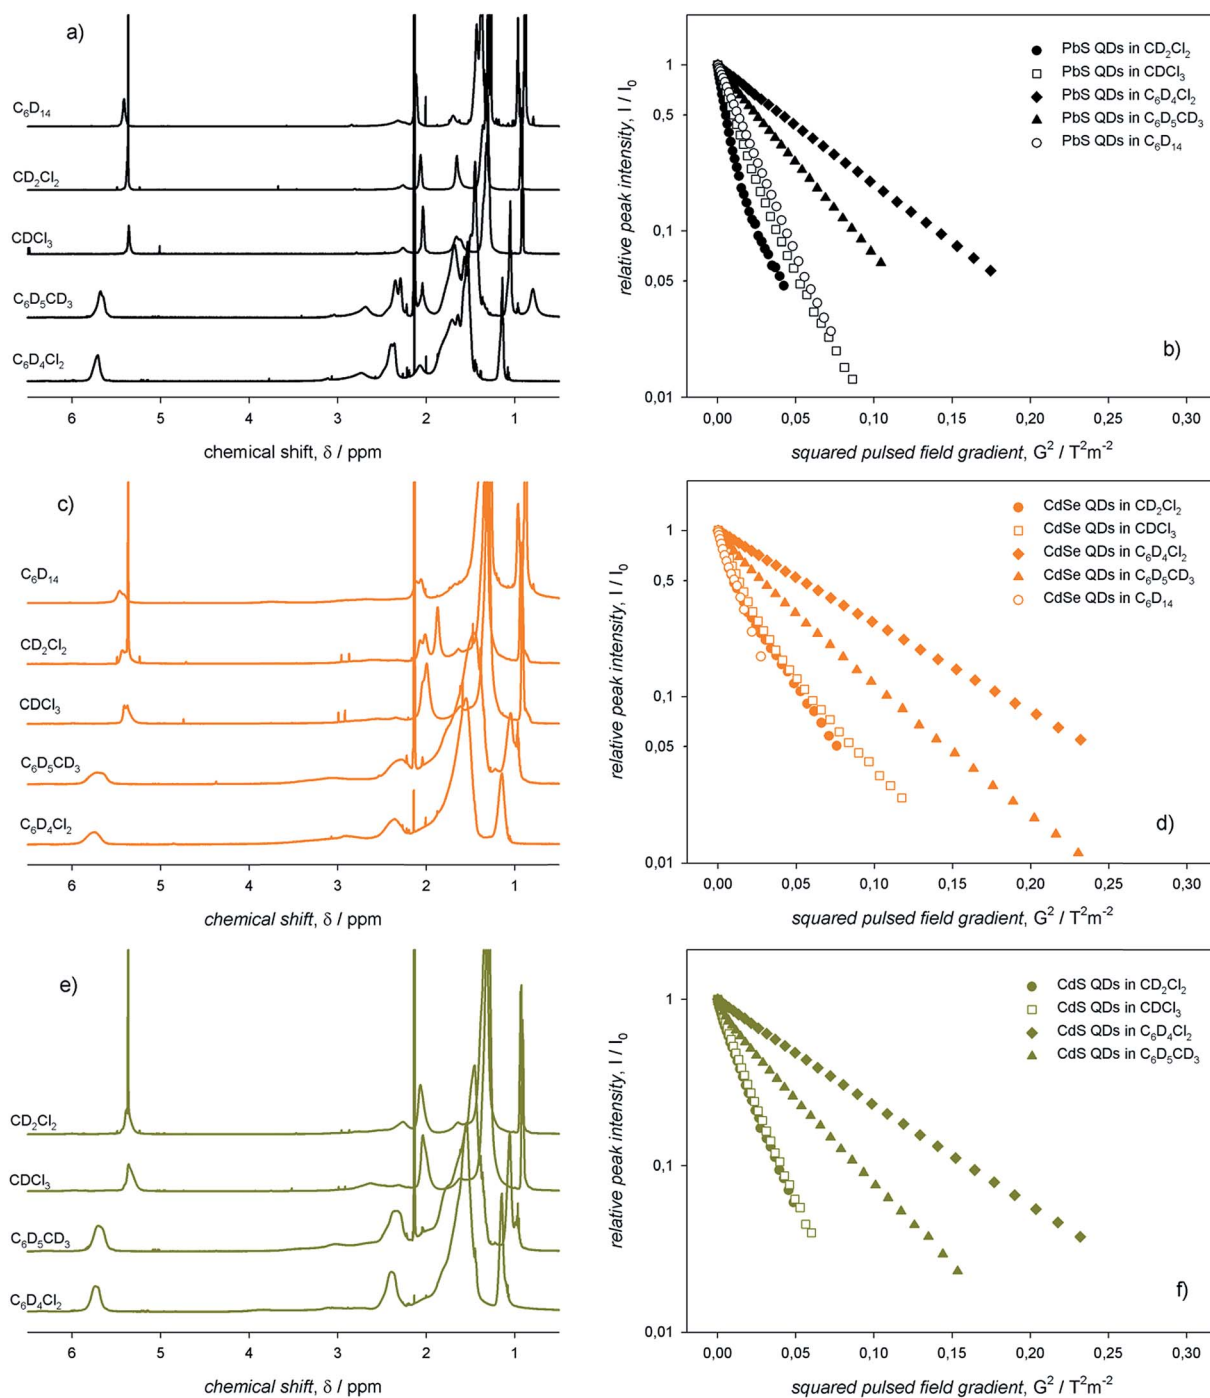 a)
C6D14
CD2Cl2
CDCl3
C6D5CD3
C6D4Cl2
6 5 4 3 2 1
chemical shift, δ / ppm
relative peak intensity, I / I0
1
0,5
0,1
0,05
0,01
PbS QDs in CD2Cl2
PbS QDs in CDCl3
PbS QDs in C6D4Cl2
PbS QDs in C6D5CD3
PbS QDs in C6D14
b)
0,00 0,05 0,10 0,15 0,20 0,25 0,30
squared pulsed field gradient, G2 / T2m-2
c)
C6D14
CD2Cl2
CDCl3
C6D5CD3
C6D4Cl2
6 5 4 3 2 1
chemical shift, δ / ppm
relative peak intensity, I / I0
1
0,5
0,1
0,05
0,01
CdSe QDs in CD2Cl2
CdSe QDs in CDCl3
CdSe QDs in C6D4Cl2
CdSe QDs in C6D5CD3
CdSe QDs in C6D14
d)
0,00 0,05 0,10 0,15 0,20 0,25 0,30
squared pulsed field gradient, G2 / T2m-2
e)
CD2Cl2
CDCl3
C6D5CD3
C6D4Cl2
6 5 4 3 2 1
chemical shift, δ / ppm
relative peak intensity, I / I0
1
0,1
0,01
CdS QDs in CD2Cl2
CdS QDs in CDCl3
CdS QDs in C6D4Cl2
CdS QDs in C6D5CD3
f)
0,00 0,05 0,10 0,15 0,20 0,25 0,30
squared pulsed field gradient, G2 / T2m-2